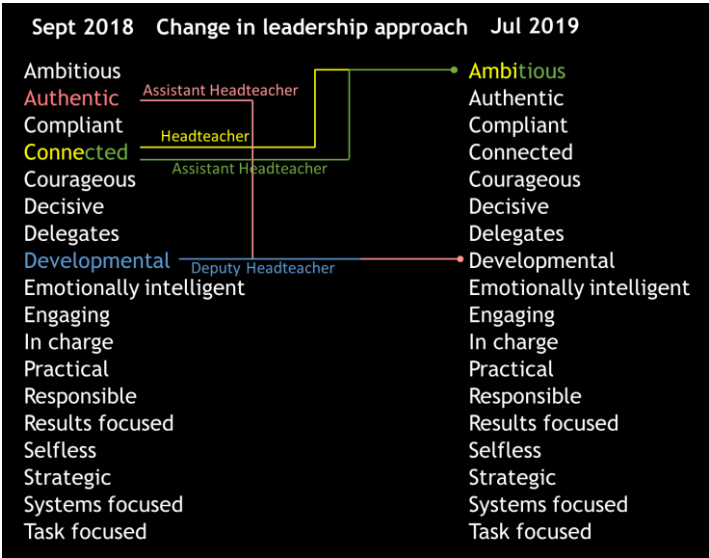 Sept 2018 Change in leadership approach Jul 2019
Ambitious
Authentic
Compliant
Connected
Courageous
Decisive
Delegates
Developmental
Emotionally intelligent
Engaging
In charge
Practical
Responsible
Results focused
Selfless
Strategic
Systems focused
Task focused
Assistant Headteacher
Headteacher
Assistant Headteacher
Deputy Headteacher
Ambitious
Authentic
Compliant
Connected
Courageous
Decisive
Delegates
Developmental
Emotionally intelligent
Engaging
In charge
Practical
Responsible
Results focused
Selfless
Strategic
Systems focused
Task focused